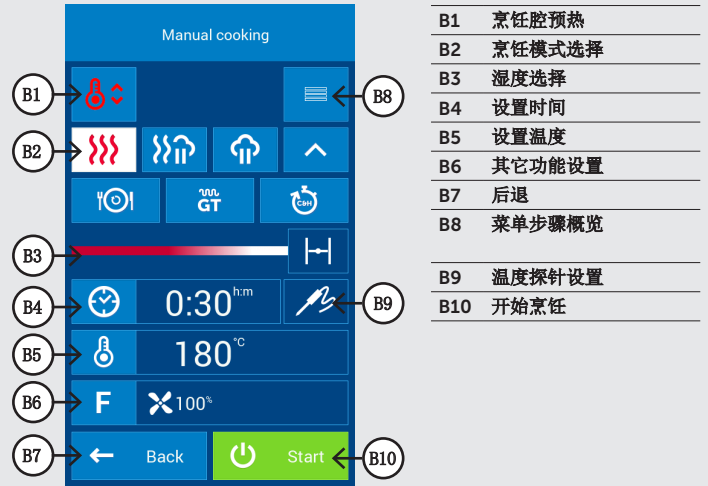 Manual cooking
B1
B8
B2
GT
C&H
B3
B4
0:30 h:m
B9
B5
180 °C
B6
F
100%
B7
Back
Start
B10
B1 烹饪腔预热
B2 烹饪模式选择
B3 湿度选择
B4 设置时间
B5 设置温度
B6 其它功能设置
B7 后退
B8 菜单步骤概览
B9 温度探针设置
B10 开始烹饪